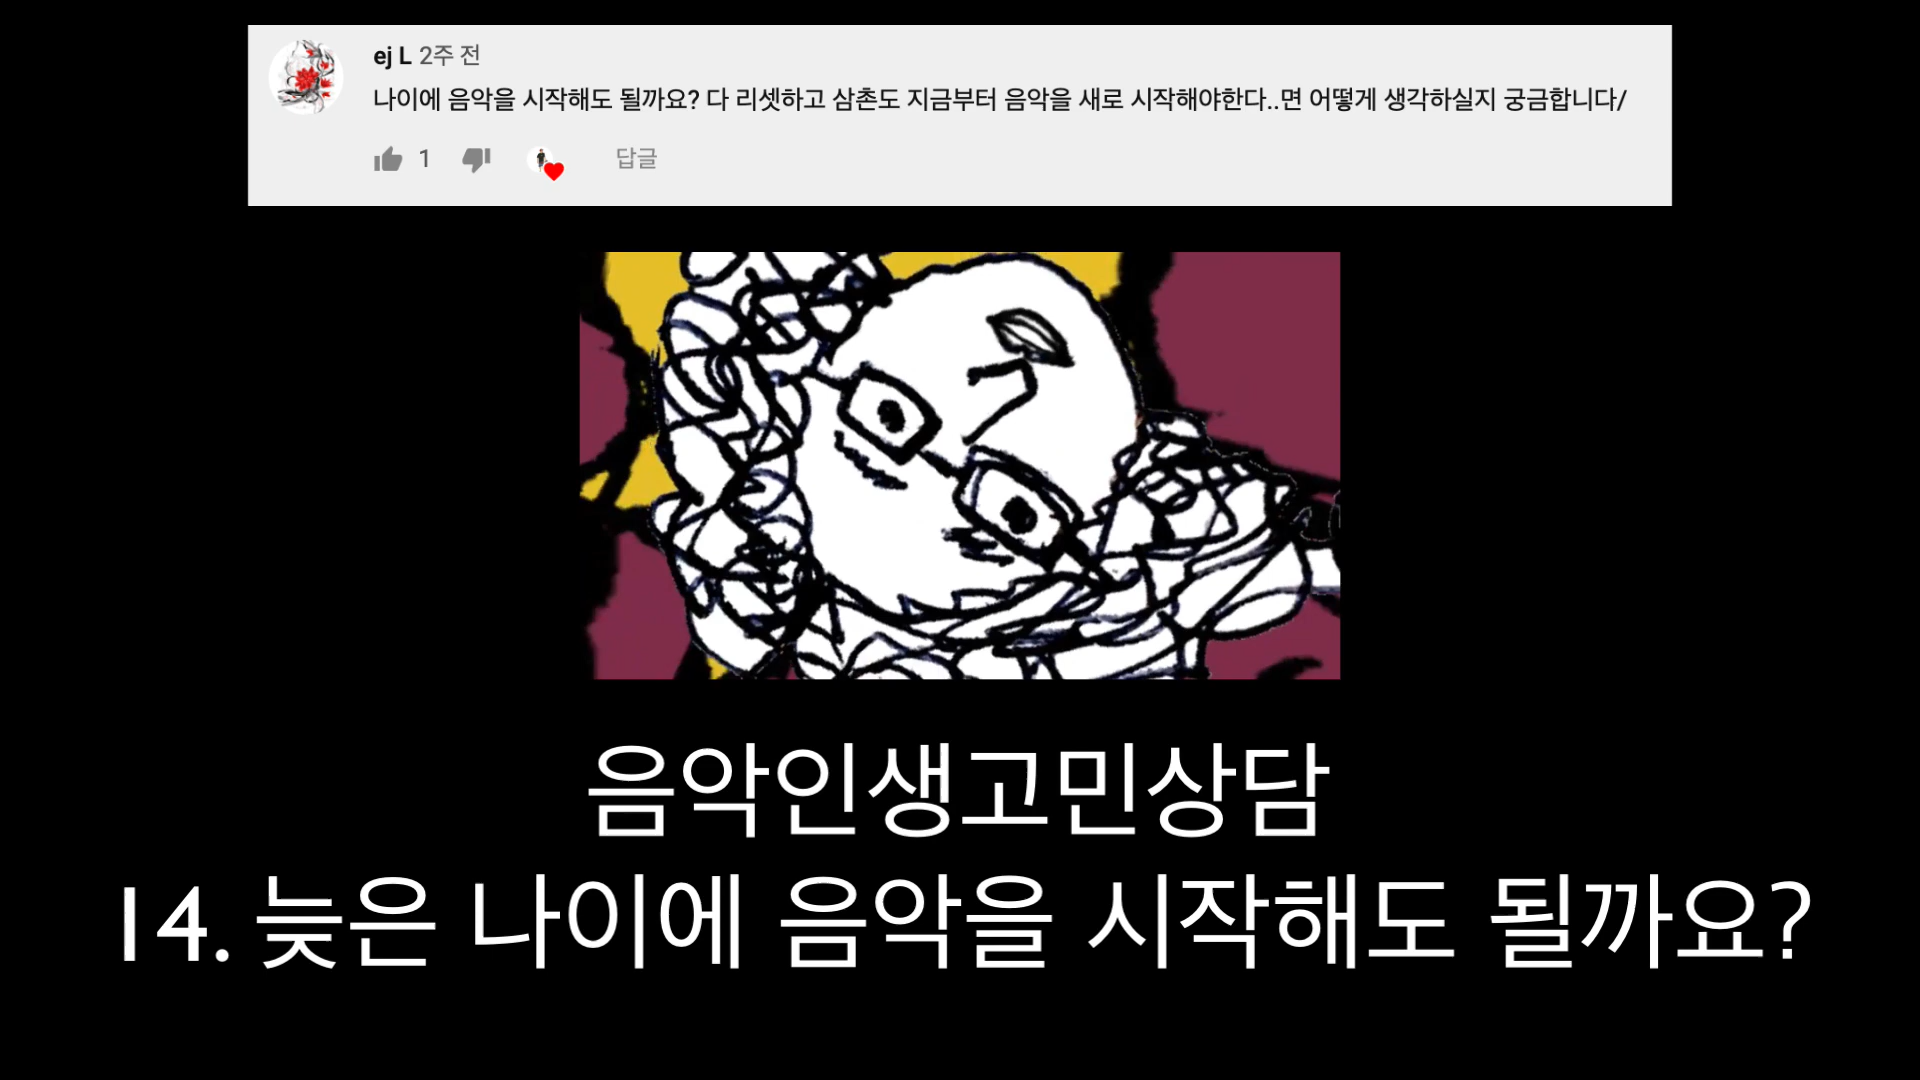 ej L 2주 전
나이에 음악을 시작해도 될까요? 다 리셋하고 삼촌도 지금부터 음악을 새로 시작해야한다..면 어떻게 생각하실지 궁금합니다/
1 답글
음악인생고민상담
14. 늦은 나이에 음악을 시작해도 될까요?